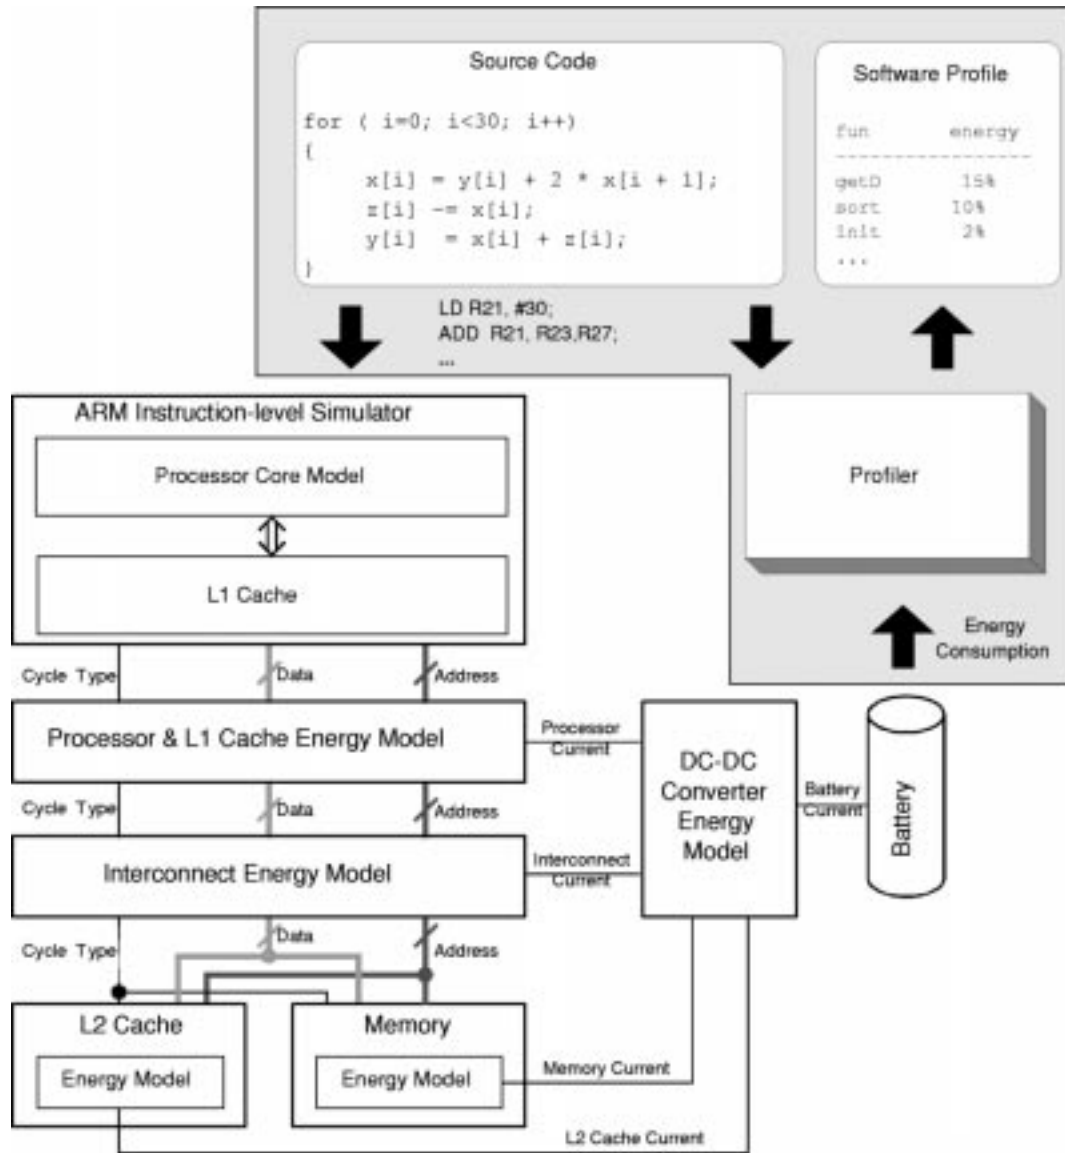 Source Code
for ( i=0; i<30; i++)
{
x[i] = y[i] + 2 * x[i + 1];
z[i] -= x[i];
y[i] = x[i] + z[i];
}
Software Profile
fun energy
-----------------
getD 15%
sort 10%
init 2%
...
LD R21, #30;
ADD R21, R23,R27;
...
ARM Instruction-level Simulator
Processor Core Model
L1 Cache
Profiler
Energy
Consumption
Cycle Type Data Address
Processor & L1 Cache Energy Model
Processor
Current
DC-DC
Converter
Energy
Model
Battery
Current
Battery
Cycle Type Data Address
Interconnect Energy Model
Interconnect
Current
Cycle Type Data Address
L2 Cache
Energy Model
Memory
Energy Model
Memory Current
L2 Cache Current